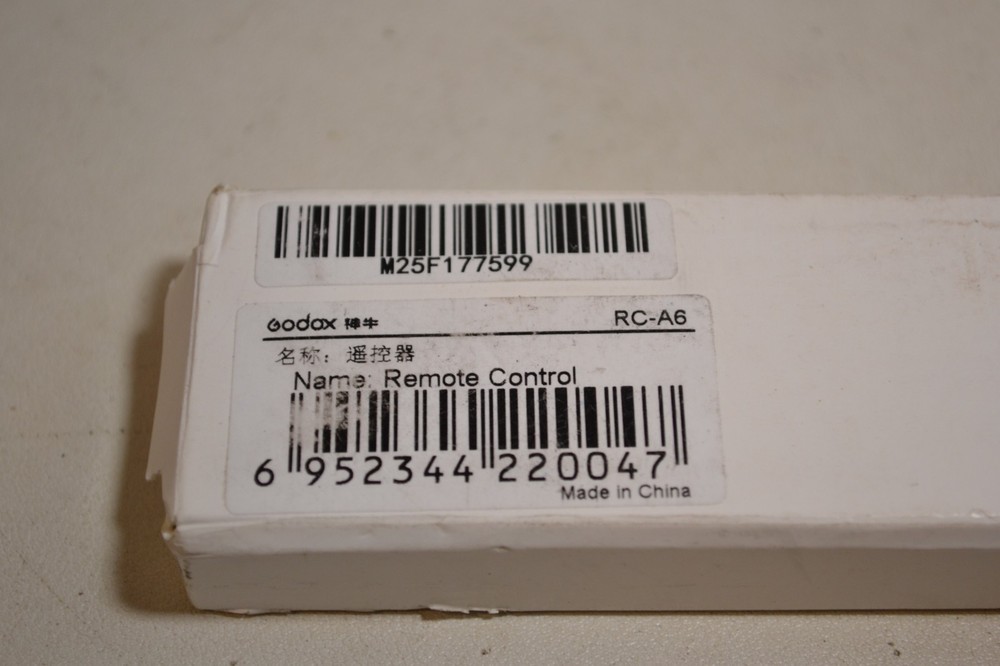 M25F177599
Godox 神牛 RC-A6
名称：遥控器
Name: Remote Control
6 952344 220047
Made in China